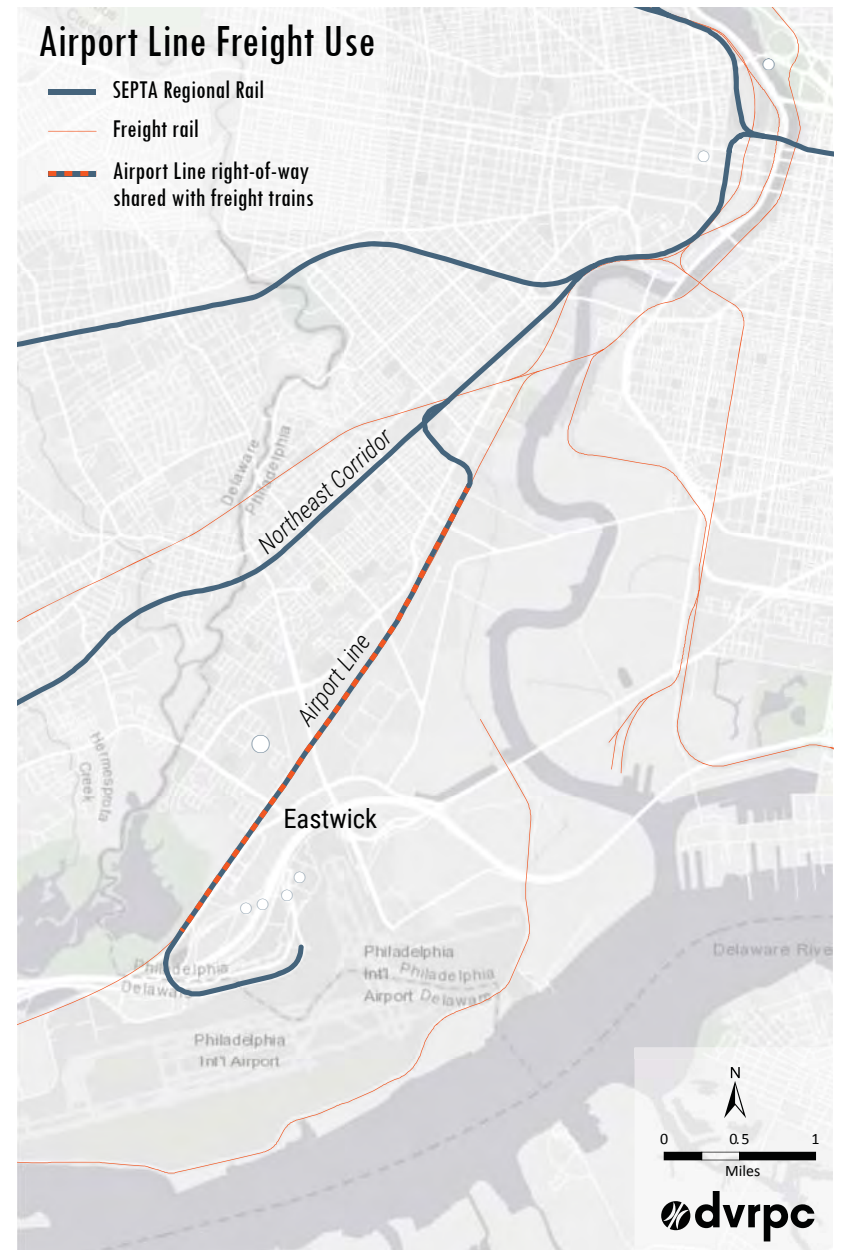 Airport Line Freight Use
SEPTA Regional Rail
Freight rail
Airport Line right-of-way
shared with freight trains
Delaware
Philadelphia
Northeast Corridor
Airport Line
Hermesprota
Creek
Eastwick
Philadelphia
Delaware
Philadelphia
Int'l
Airport
Philadelphia
Delaware
Delaware Rive
Philadelphia
Int'l Airport
N
0 0.5 1
Miles
dvrpc